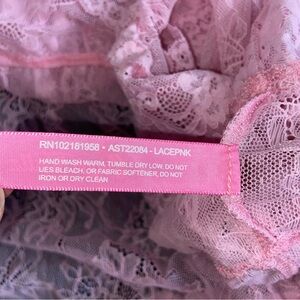 RN102181958 • AST22084 - LACEPNK
HAND WASH WARM, TUMBLE DRY LOW, DO NOT
LIES BLEACH, OR FABRIC SOFTENER, DO NOT
IRON OR DRY CLEAN